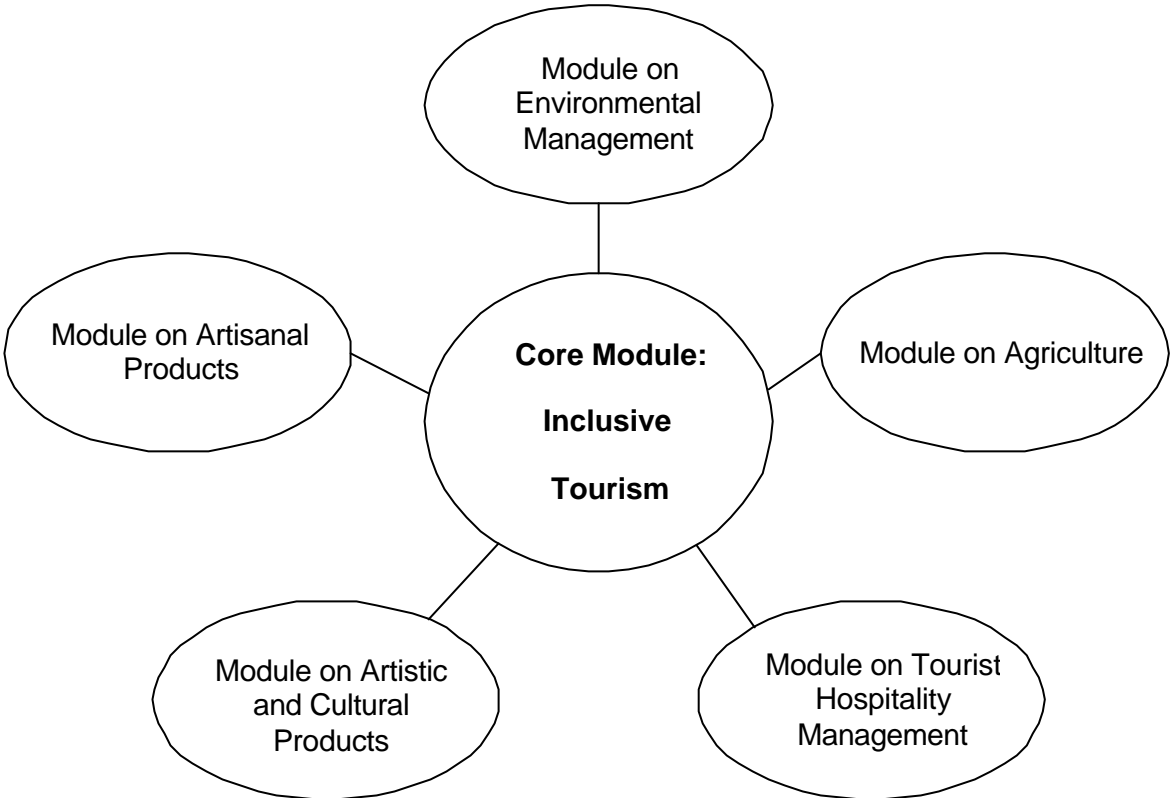 Module on
Environmental
Management
Module on Artisanal
Products
Core Module:
Inclusive
Tourism
Module on Agriculture
Module on Artistic
and Cultural
Products
Module on Tourist
Hospitality
Management